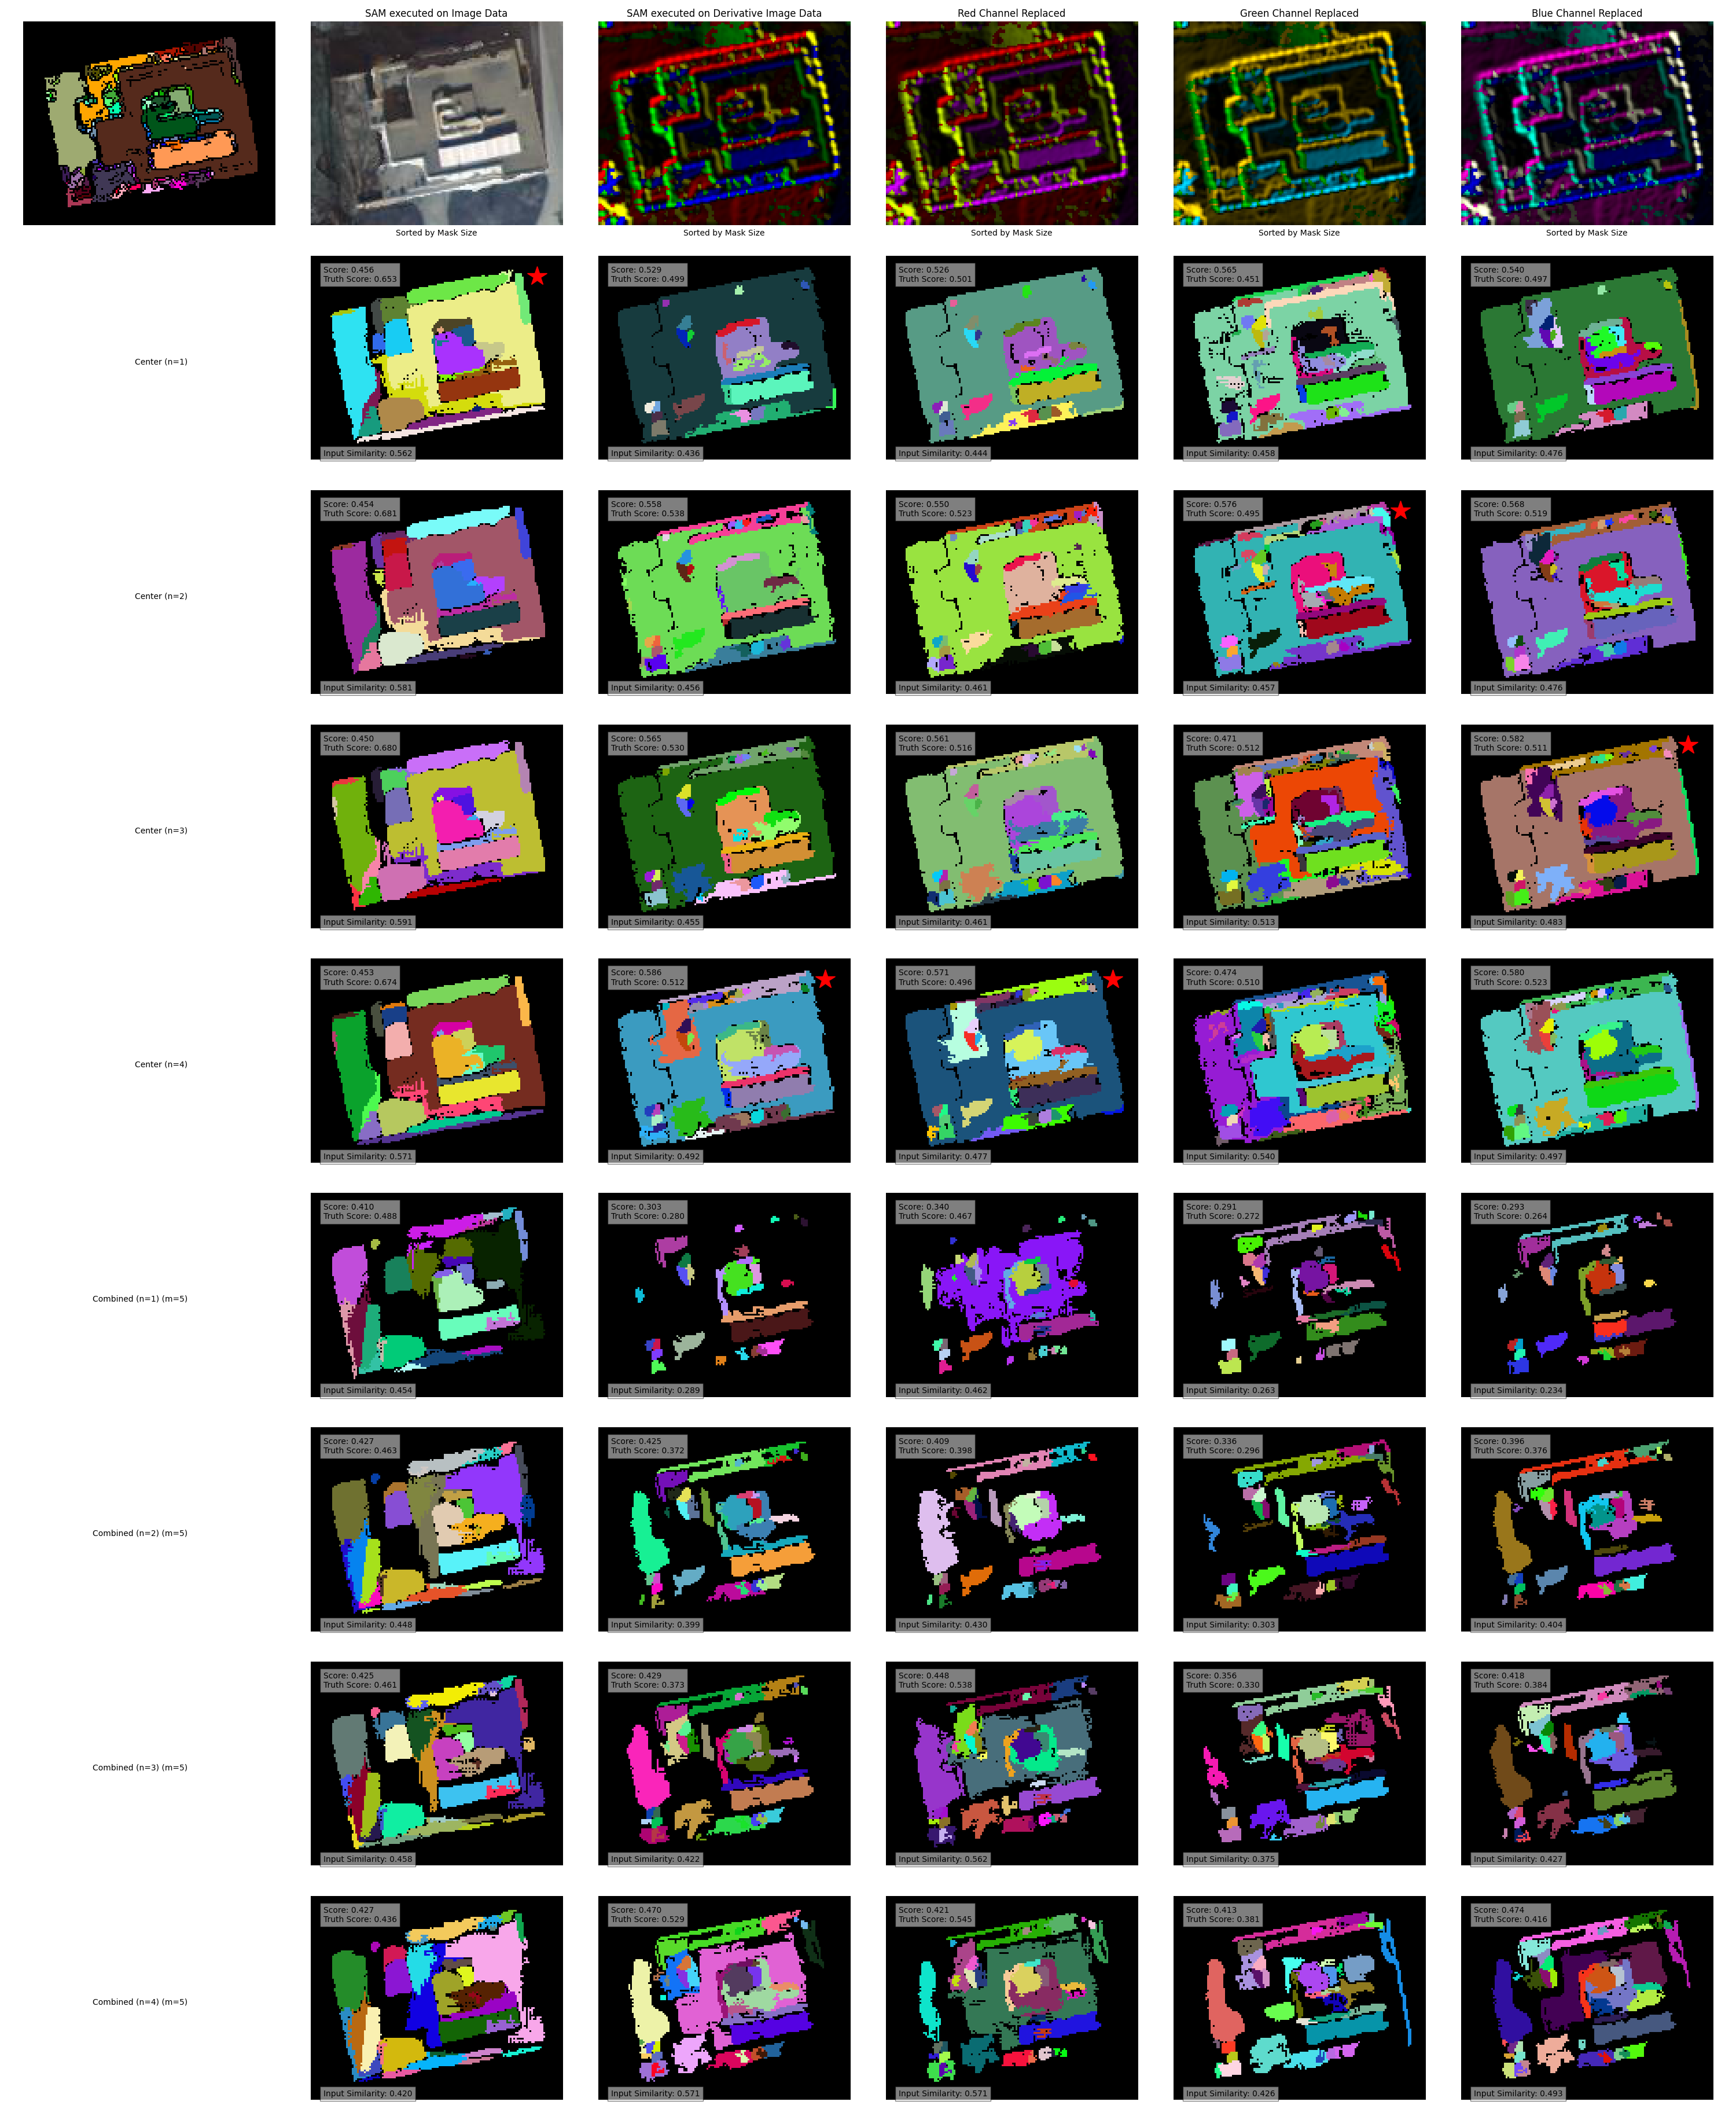 SAM executed on Image Data
SAM executed on Derivative Image Data
Red Channel Replaced
Green Channel Replaced
Blue Channel Replaced
Sorted by Mask Size
Sorted by Mask Size
Sorted by Mask Size
Sorted by Mask Size
Sorted by Mask Size
Center (n=1)
Score: 0.456
Truth Score: 0.653
Input Similarity: 0.562
Score: 0.529
Truth Score: 0.499
Input Similarity: 0.436
Score: 0.526
Truth Score: 0.501
Input Similarity: 0.444
Score: 0.565
Truth Score: 0.451
Input Similarity: 0.458
Score: 0.540
Truth Score: 0.497
Input Similarity: 0.476
Center (n=2)
Score: 0.454
Truth Score: 0.681
Input Similarity: 0.581
Score: 0.558
Truth Score: 0.538
Input Similarity: 0.456
Score: 0.550
Truth Score: 0.523
Input Similarity: 0.461
Score: 0.576
Truth Score: 0.495
Input Similarity: 0.457
Score: 0.568
Truth Score: 0.519
Input Similarity: 0.476
Center (n=3)
Score: 0.450
Truth Score: 0.680
Input Similarity: 0.591
Score: 0.565
Truth Score: 0.530
Input Similarity: 0.455
Score: 0.561
Truth Score: 0.516
Input Similarity: 0.461
Score: 0.471
Truth Score: 0.512
Input Similarity: 0.513
Score: 0.582
Truth Score: 0.511
Input Similarity: 0.483
Center (n=4)
Score: 0.453
Truth Score: 0.674
Input Similarity: 0.571
Score: 0.586
Truth Score: 0.512
Input Similarity: 0.492
Score: 0.571
Truth Score: 0.496
Input Similarity: 0.477
Score: 0.474
Truth Score: 0.510
Input Similarity: 0.540
Score: 0.580
Truth Score: 0.523
Input Similarity: 0.497
Combined (n=1) (m=5)
Score: 0.410
Truth Score: 0.488
Input Similarity: 0.454
Score: 0.303
Truth Score: 0.280
Input Similarity: 0.289
Score: 0.340
Truth Score: 0.467
Input Similarity: 0.462
Score: 0.291
Truth Score: 0.272
Input Similarity: 0.263
Score: 0.293
Truth Score: 0.264
Input Similarity: 0.234
Combined (n=2) (m=5)
Score: 0.427
Truth Score: 0.463
Input Similarity: 0.448
Score: 0.425
Truth Score: 0.372
Input Similarity: 0.399
Score: 0.409
Truth Score: 0.398
Input Similarity: 0.430
Score: 0.336
Truth Score: 0.296
Input Similarity: 0.303
Score: 0.396
Truth Score: 0.376
Input Similarity: 0.404
Combined (n=3) (m=5)
Score: 0.425
Truth Score: 0.461
Input Similarity: 0.458
Score: 0.429
Truth Score: 0.373
Input Similarity: 0.422
Score: 0.448
Truth Score: 0.538
Input Similarity: 0.562
Score: 0.356
Truth Score: 0.330
Input Similarity: 0.375
Score: 0.418
Truth Score: 0.384
Input Similarity: 0.427
Combined (n=4) (m=5)
Score: 0.427
Truth Score: 0.436
Input Similarity: 0.420
Score: 0.470
Truth Score: 0.529
Input Similarity: 0.571
Score: 0.421
Truth Score: 0.545
Input Similarity: 0.571
Score: 0.413
Truth Score: 0.381
Input Similarity: 0.426
Score: 0.474
Truth Score: 0.416
Input Similarity: 0.493